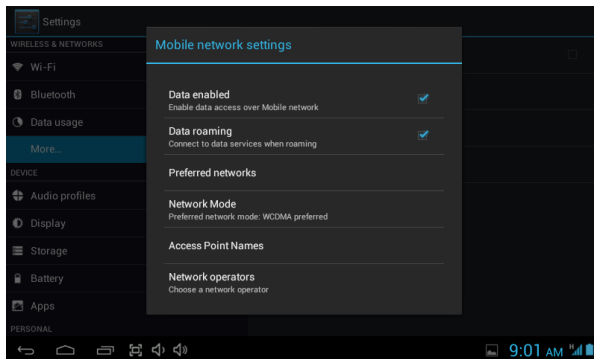 Settings
WIRELESS & NETWORKS
Wi-Fi
Bluetooth
Data usage
More...
DEVICE
Audio profiles
Display
Storage
Battery
Apps
PERSONAL
Mobile network settings
Data enabled
Enable data access over Mobile network
Data roaming
Connect to data services when roaming
Preferred networks
Network Mode
Preferred network mode: WCDMA preferred
Access Point Names
Network operators
Choose a network operator
9:01 AM H